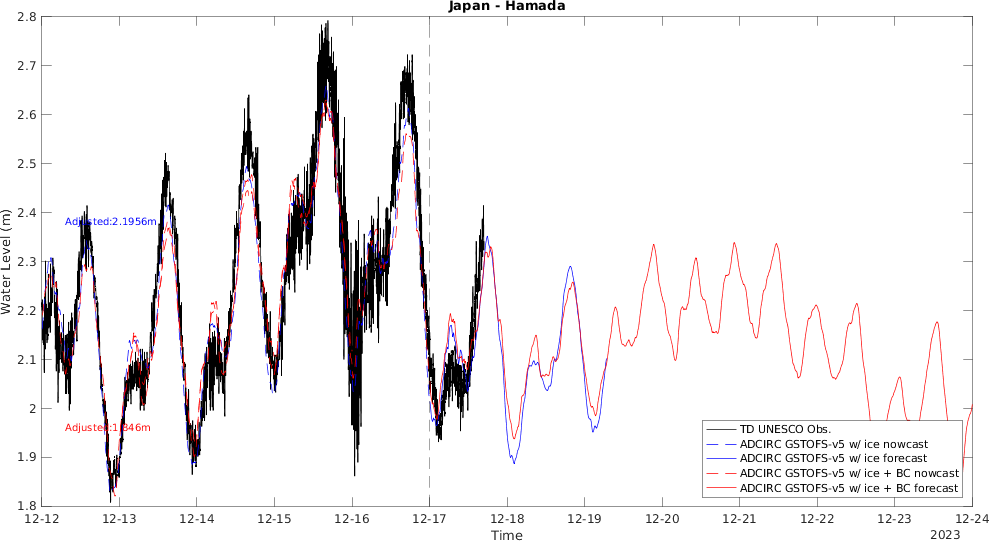 Japan - Hamada
Water Level (m)
2.8
2.7
2.6
2.5
2.4
2.3
2.2
2.1
2
1.9
1.8
Adjusted:2.1956m
Adjusted:1.846m
TD UNESCO Obs.
ADCIRC GSTOFS-v5 w/ ice nowcast
ADCIRC GSTOFS-v5 w/ ice forecast
ADCIRC GSTOFS-v5 w/ ice + BC nowcast
ADCIRC GSTOFS-v5 w/ ice + BC forecast
12-12 12-13 12-14 12-15 12-16 12-17 12-18 12-19 12-20 12-21 12-22 12-23 12-24
Time
2023